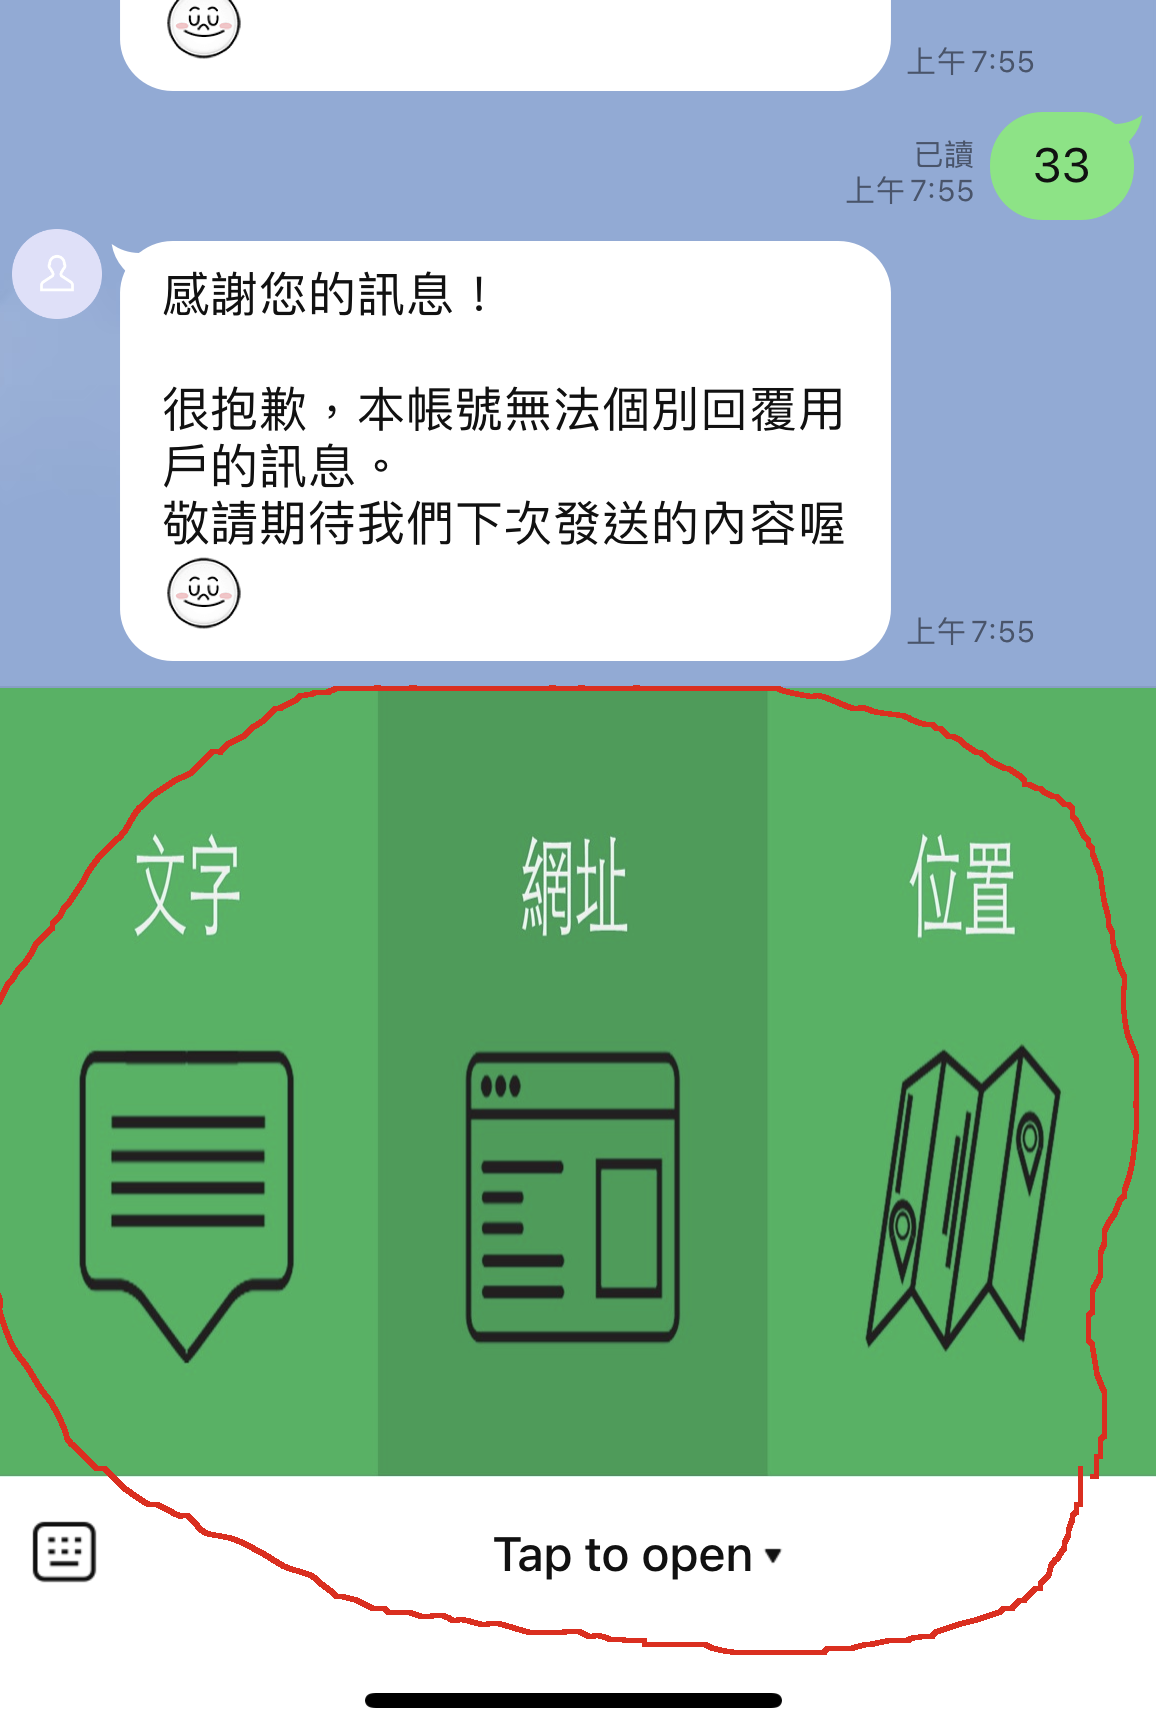 上午 7:55
已讀
上午 7:55
33
感謝您的訊息！
很抱歉，本帳號無法個別回覆用
戶的訊息。
敬請期待我們下次發送的內容喔
上午 7:55
文字
網址
位置
Tap to open